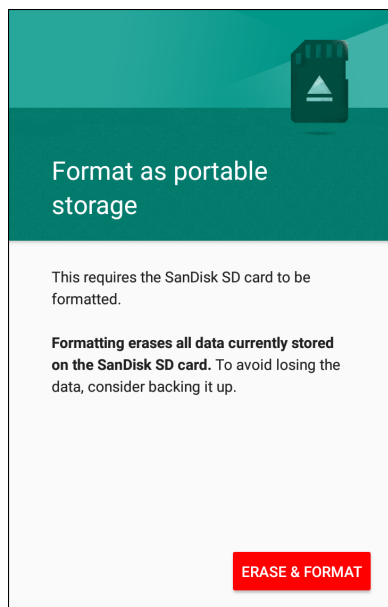 Format as portable
storage
This requires the SanDisk SD card to be
formatted.
Formatting erases all data currently stored
on the SanDisk SD card. To avoid losing the
data, consider backing it up.
ERASE & FORMAT